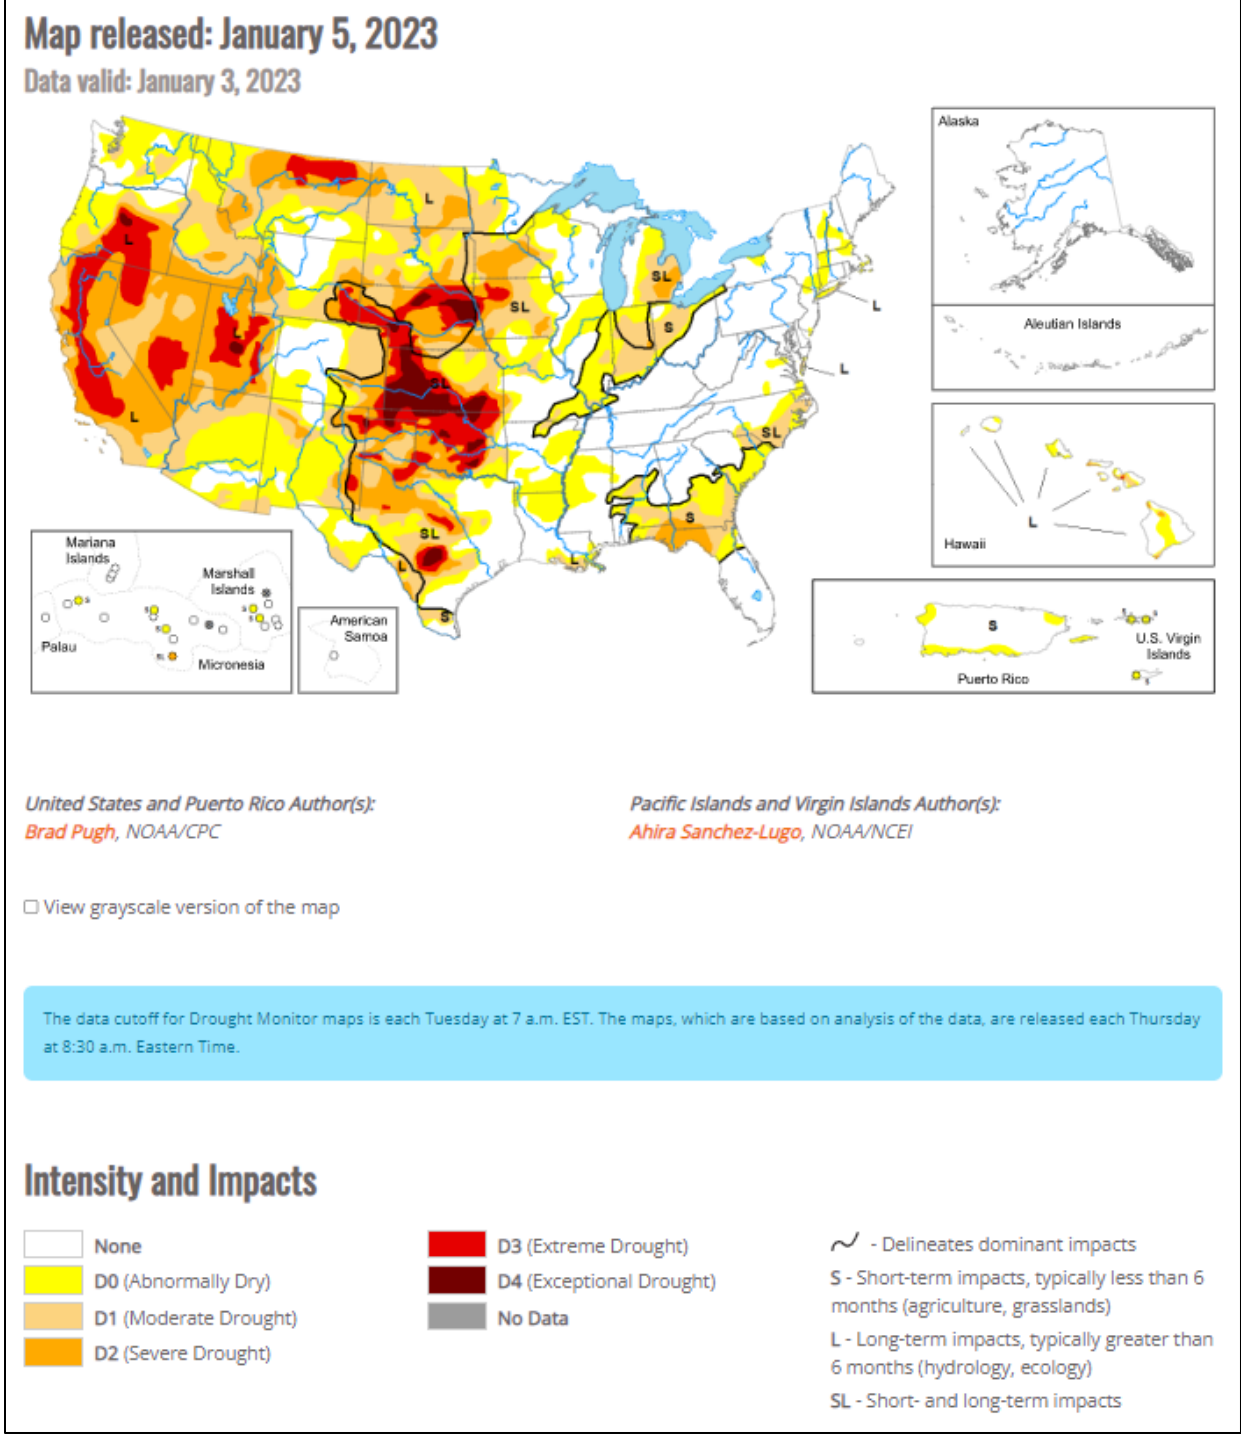 Map released: January 5, 2023
Data valid: January 3, 2023
Alaska
Aleutian Islands
L
L
SL
SL
S
L
L
L
SL
SL
L
SL
S
L
L
S
L
Hawaii
Mariana
Islands
Marshall
Islands
S
S
S
S
S
SL
Palau
Micronesia
American
Samoa
S
S
S
S
U.S. Virgin
Islands
Puerto Rico
United States and Puerto Rico Author(s):
Brad Pugh, NOAA/CPC
Pacific Islands and Virgin Islands Author(s):
Ahira Sanchez-Lugo, NOAA/NCEI
View grayscale version of the map
The data cutoff for Drought Monitor maps is each Tuesday at 7 a.m. EST. The maps, which are based on analysis of the data, are released each Thursday
at 8:30 a.m. Eastern Time.
Intensity and Impacts
None
D0 (Abnormally Dry)
D1 (Moderate Drought)
D2 (Severe Drought)
D3 (Extreme Drought)
D4 (Exceptional Drought)
No Data
- Delineates dominant impacts
S - Short-term impacts, typically less than 6
months (agriculture, grasslands)
L - Long-term impacts, typically greater than
6 months (hydrology, ecology)
SL - Short- and long-term impacts